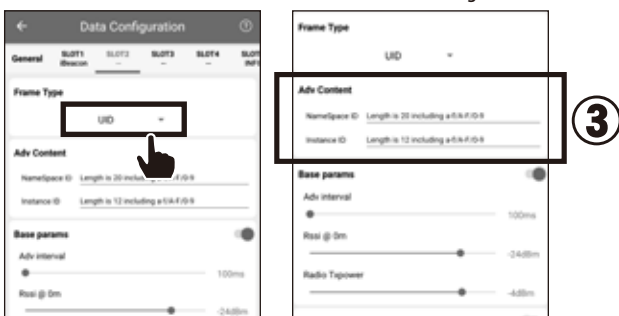 Data Configuration
General SLOT1 SLOT2 SLOT3 SLOT4 SLOT
iBeacon -- -- --
Frame Type
UID
Adv Content
NameSpace ID Length is 20 including a-f/A-F/0-9
Instance ID Length is 12 including a-f/A-F/0-9
Base params
Adv interval
100ms
Rssi @ 0m
-24dBm
Frame Type
UID
Adv Content
NameSpace ID Length is 20 including a-f/A-F/0-9
Instance ID Length is 12 including a-f/A-F/0-9
Base params
Adv interval
100ms
Rssi @ 0m
-24dBm
Radio Txpower
-4dBm
③